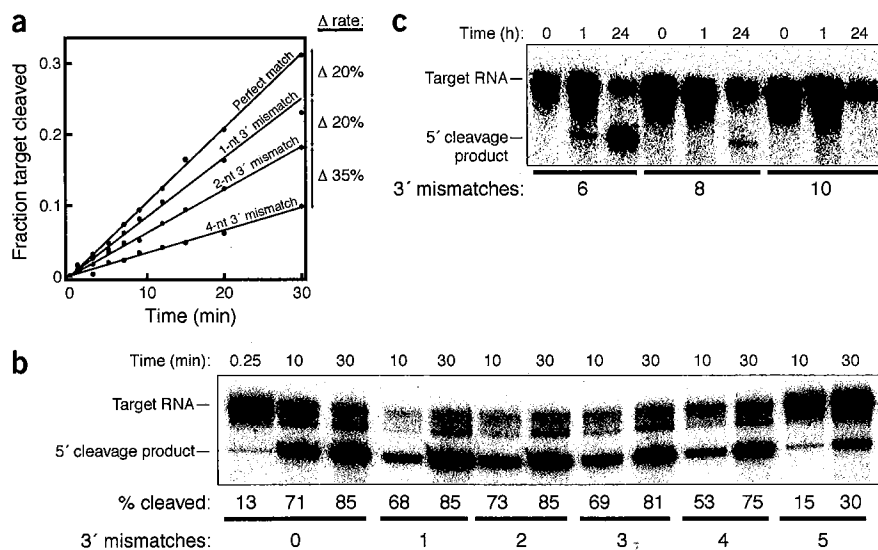 a
Δ rate:
Fraction target cleaved
0.3
0.2
0.1
0
Perfect match
1-nt 3´ mismatch
2-nt 3´ mismatch
4-nt 3´ mismatch
Δ 20%
Δ 20%
Δ 35%
0 10 20 30
Time (min)
c
Time (h): 0 1 24 0 1 24 0 1 24
Target RNA
5´ cleavage product
3´ mismatches: 6 8 10
b
Time (min): 0.25 10 30 10 30 10 30 10 30 10 30 10 30
Target RNA
5´ cleavage product
% cleaved: 13 71 85 68 85 73 85 69 81 53 75 15 30
3´ mismatches: 0 1 2 3 4 5